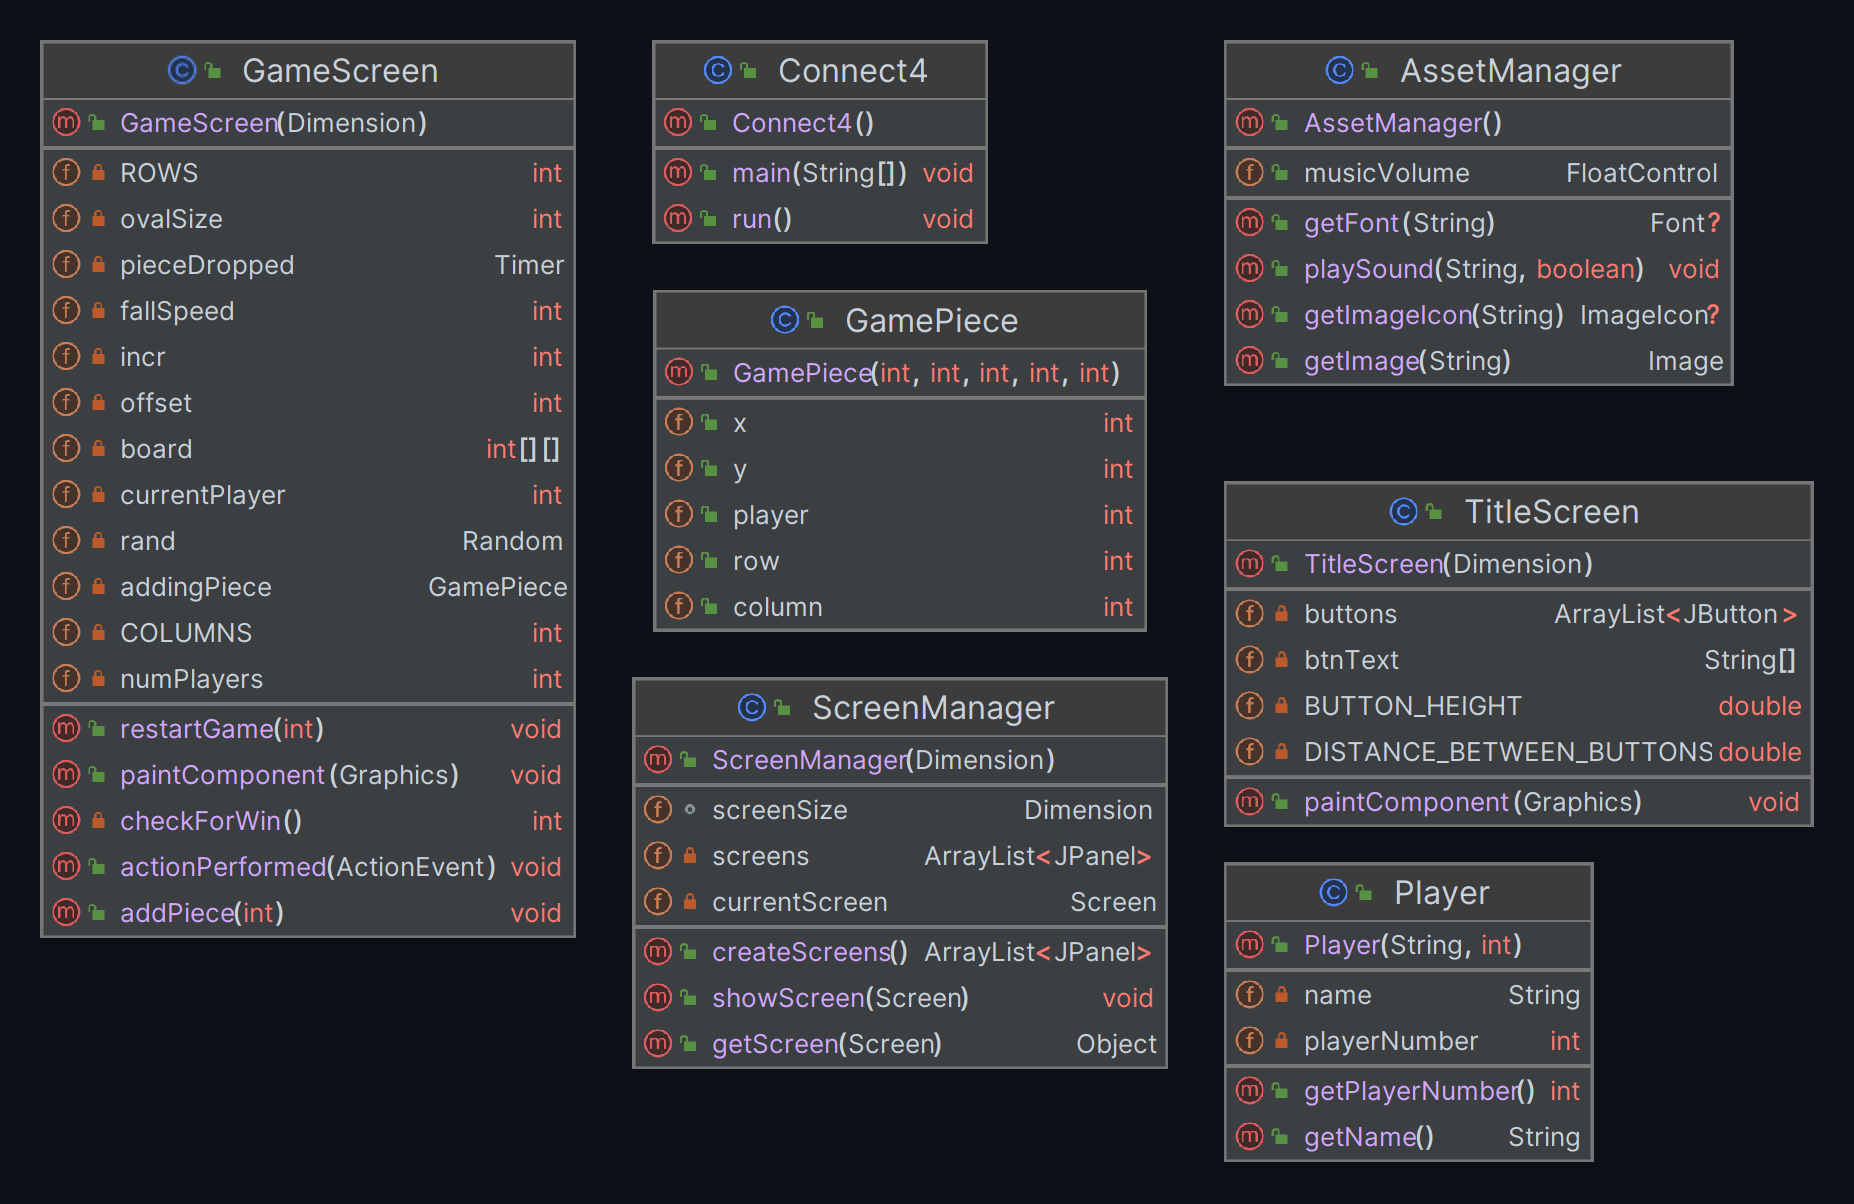 GameScreen
GameScreen(Dimension)
ROWS int
ovalSize int
pieceDropped Timer
fallSpeed int
incr int
offset int
board int[][]
currentPlayer int
rand Random
addingPiece GamePiece
COLUMNS int
numPlayers int
restartGame(int) void
paintComponent(Graphics) void
checkForWin() int
actionPerformed(ActionEvent) void
addPiece(int) void
Connect4
Connect4()
main(String[]) void
run() void
GamePiece
GamePiece(int, int, int, int, int)
x int
y int
player int
row int
column int
ScreenManager
ScreenManager(Dimension)
screenSize Dimension
screens ArrayList<JPanel>
currentScreen Screen
createScreens() ArrayList<JPanel>
showScreen(Screen) void
getScreen(Screen) Object
AssetManager
AssetManager()
musicVolume FloatControl
getFont(String) Font?
playSound(String, boolean) void
getImageIcon(String) ImageIcon?
getImage(String) Image
TitleScreen
TitleScreen(Dimension)
buttons ArrayList<JButton>
btnText String[]
BUTTON_HEIGHT double
DISTANCE_BETWEEN_BUTTONS double
paintComponent(Graphics) void
Player
Player(String, int)
name String
playerNumber int
getPlayerNumber() int
getName() String